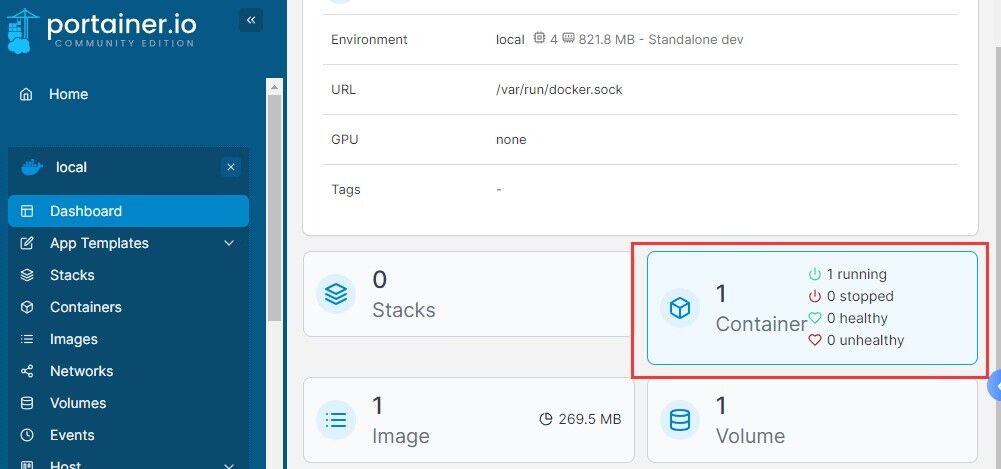 portainer.io
COMMUNITY EDITION
Home
local
Dashboard
App Templates
Stacks
Containers
Images
Networks
Volumes
Events
Host
Environment local 4 821.8 MB - Standalone dev
URL /var/run/docker.sock
GPU none
Tags -
0
Stacks
1
Container
1 running
0 stopped
0 healthy
0 unhealthy
1
Image
269.5 MB
1
Volume